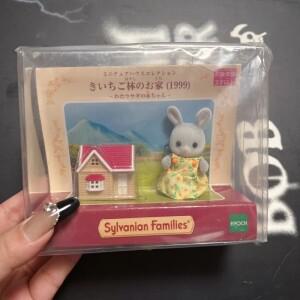 ミニチュアハウスコレクション
きいちご林のお家(1999)
－わたウサギの赤ちゃん－
Sylvanian Families
EPOCH